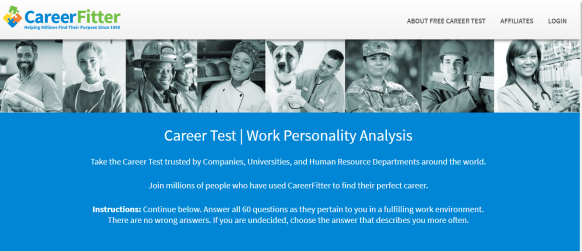 CareerFitter
Helping Millions Find Their Purpose Since 1998
ABOUT FREE CAREER TEST
AFFILIATES
LOGIN
Career Test | Work Personality Analysis
Take the Career Test trusted by Companies, Universities, and Human Resource Departments around the world.
Join millions of people who have used CareerFitter to find their perfect career.
Instructions: Continue below. Answer all 60 questions as they pertain to you in a fulfilling work environment.
There are no wrong answers. If you are undecided, choose the answer that describes you more often.